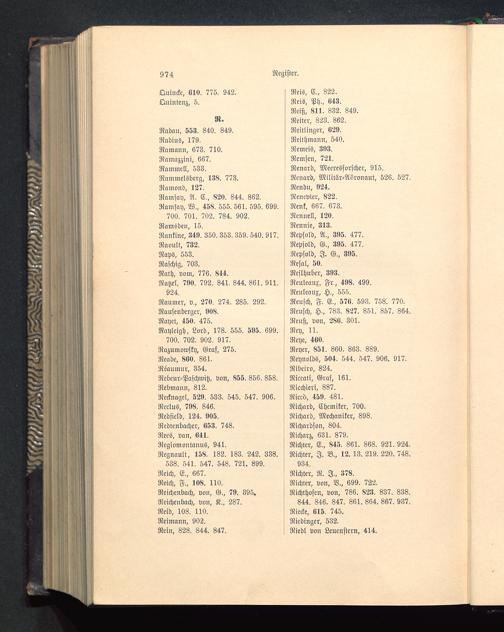 974
Register.
Quincke, 610. 775. 942.
Quintenz, 5.
R.
Radau, 553. 840. 849.
Radius, 179.
Ramann, 673. 710.
Ramazzini, 667.
Rammell, 533.
Rammelsberg, 138. 773.
Ramond, 127.
Ramsay, A. C., 820. 844. 862.
Ramsay, W., 458. 555. 561. 595. 699.
700. 701. 702. 784. 902.
Ramsden, 15.
Rankine, 349. 350. 353. 359. 540. 917.
Raoult, 732.
Raps, 553.
Raschig, 703.
Rath, vom, 776. 844.
Ratzel, 790. 792. 841. 844. 861. 911.
924.
Raumer, v., 270. 274. 285. 292.
Rausenberger, 908.
Rayet, 450. 475.
Rayleigh, Lord, 178. 555. 595. 699.
700. 702. 902. 917.
Razumowsky, Graf, 275.
Reade, 860. 861.
Réaumur, 354.
Rebeur-Paschwitz, von, 855. 856. 858.
Rebmann, 812.
Recknagel, 529. 533. 545. 547. 906.
Reclus, 798. 846.
Redfield, 124. 905.
Redtenbacher, 653. 748.
Rees, van, 641.
Regiomontanus, 941.
Regnault, 158. 182. 183. 242. 338.
538. 541. 547. 548. 721. 899.
Reich, E., 667.
Reich, F., 108. 110.
Reichenbach, von, G., 79. 395.
Reichenbach, von, K., 287.
Reid, 108. 110.
Reimann, 902.
Rein, 828. 844. 847.
Reis, C., 822.
Reis, Ph., 643.
Reiß, 811. 832. 849.
Reiter, 823. 862.
Reitlinger, 629.
Reithmann, 540.
Remeis, 393.
Remsen, 721.
Renard, Meeresforscher, 915.
Renard, Militär-Aëronaut, 526. 527.
Rendu, 924.
Renevier, 822.
Renk, 667. 673.
Rennell, 120.
Rennie, 313.
Repsold, A., 395. 477.
Repsold, G., 395. 477.
Repsold, J. G., 395.
Resal, 50.
Reslhuber, 393.
Reuleaux, Fr., 498. 499.
Reuleaux, H., 555.
Reusch, F. E., 576. 593. 758. 770.
Reusch, H., 783. 827. 851. 857. 864.
Reuß, von, 286. 301.
Rey, 11.
Reye, 460.
Reyer, 851. 860. 863. 889.
Reynolds, 504. 544. 547. 906. 917.
Ribeiro, 824.
Riccati, Graf, 161.
Ricchieri, 887.
Riccò, 459. 481.
Richard, Chemiker, 700.
Richard, Mechaniker, 898.
Richardson, 804.
Richarz, 631. 879.
Richter, E., 845. 861. 868. 921. 924.
Richter, J. B., 12. 13. 219. 220. 748.
934.
Richter, R. J., 378.
Richter, von, V., 699. 722.
Richthofen, von, 786. 823. 837. 838.
844. 846. 847. 861. 864. 867. 937.
Riecke, 615. 745.
Riedinger, 532.
Riedl von Leuenstern, 414.